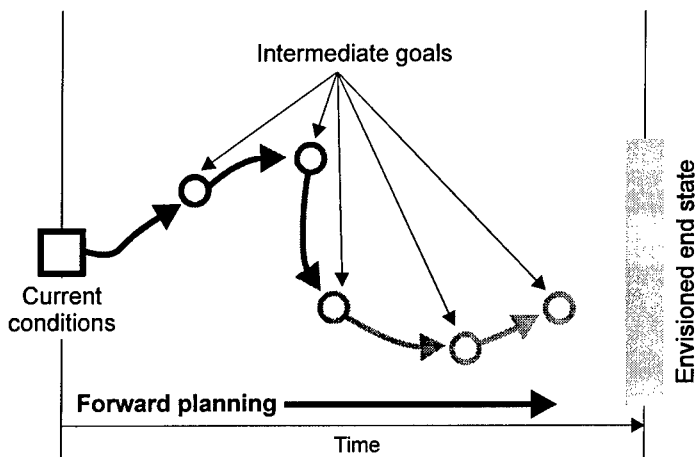 Intermediate goals
Current
conditions
Envisioned end state
Forward planning
Time